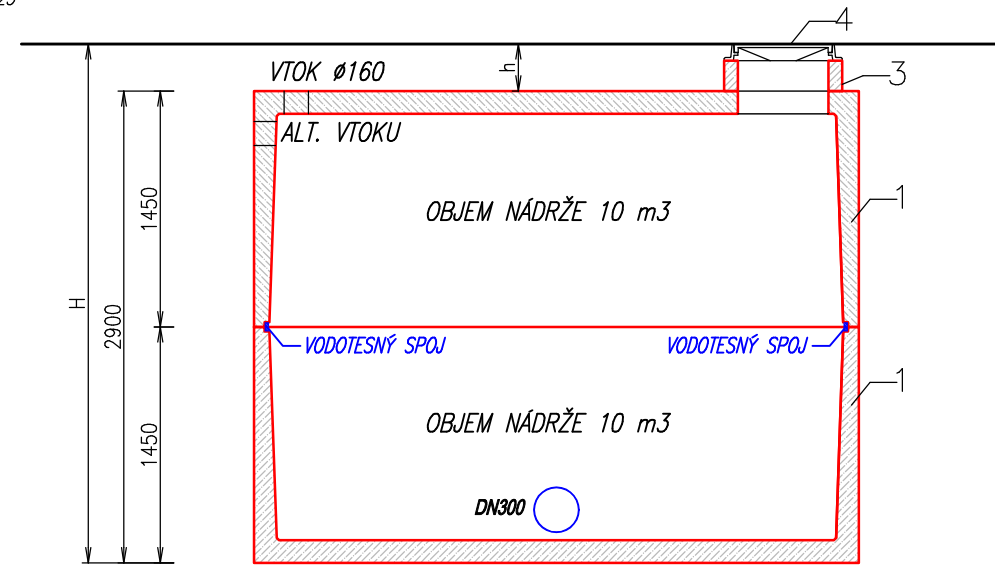 4
VTOK ø160
h
3
ALT. VTOKU
1450
OBJEM NÁDRŽE 10 m3
1
H
2900
VODOTESNÝ SPOJ
VODOTESNÝ SPOJ
1
1450
OBJEM NÁDRŽE 10 m3
DN300